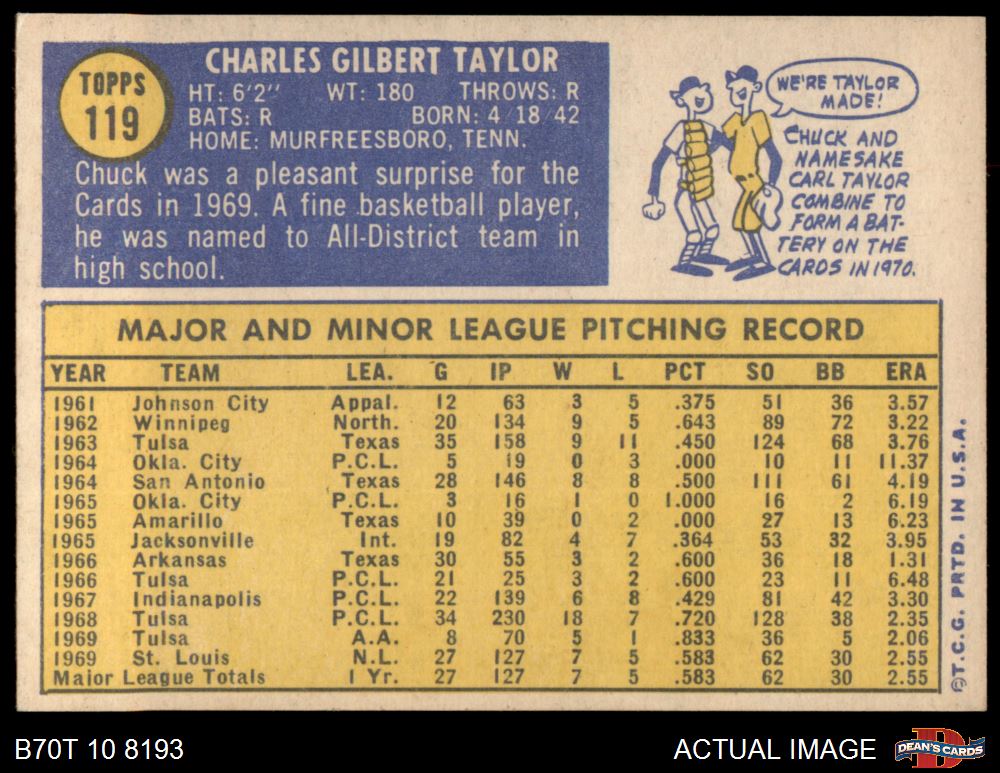 TOPPS
119
CHARLES GILBERT TAYLOR
HT: 6'2" WT: 180 THROWS: R
BATS: R BORN: 4/18/42
HOME: MURFREESBORO, TENN.
Chuck was a pleasant surprise for the
Cards in 1969. A fine basketball player,
he was named to All-District team in
high school.
WE'RE TAYLOR
MADE!
CHUCK AND
NAMESAKE
CARL TAYLOR
COMBINE TO
FORM A BAT-
TERY ON THE
CARDS IN 1970.
MAJOR AND MINOR LEAGUE PITCHING RECORD
YEAR TEAM LEA. G IP W L PCT SO BB ERA
1961 Johnson City Appal. 12 63 3 5 .375 51 36 3.57
1962 Winnipeg North. 20 134 9 5 .643 89 72 3.22
1963 Tulsa Texas 35 158 9 11 .450 124 68 3.76
1964 Okla. City P.C.L. 5 19 0 3 .000 10 11 11.37
1964 San Antonio Texas 28 146 8 8 .500 111 61 4.19
1965 Okla. City P.C.L. 3 16 1 0 1.000 16 2 6.19
1965 Amarillo Texas 10 39 0 2 .000 27 13 6.23
1965 Jacksonville Int. 19 82 4 7 .364 53 32 3.95
1966 Arkansas Texas 30 55 3 2 .600 36 18 1.31
1966 Tulsa P.C.L. 21 25 3 2 .600 23 11 6.48
1967 Indianapolis P.C.L. 22 139 6 8 .429 81 42 3.30
1968 Tulsa P.C.L. 34 230 18 7 .720 128 38 2.35
1969 Tulsa A.A. 8 70 5 1 .833 36 5 2.06
1969 St. Louis N.L. 27 127 7 5 .583 62 30 2.55
Major League Totals 1 Yr. 27 127 7 5 .583 62 30 2.55
©T.C.G. PRTD. IN U.S.A.
B70T 10 8193
ACTUAL IMAGE
DEAN'S CARDS